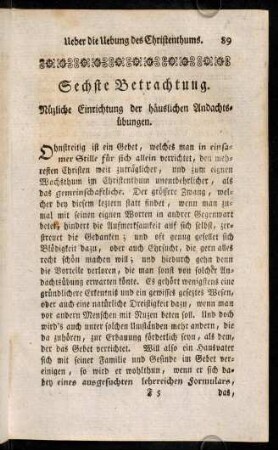 Ueber die Uebung des Christenthums. 89
Sechste Betrachtung.
Nüzliche Einrichtung der häuslichen Andachts-
übungen.
Ohnstreitig ist ein Gebet, welches man in einsa-
mer Stille für sich allein verrichtet, den meh-
resten Christen weit zuträglicher, und zum eignen
Wachsthum im Christenthum unentbehrlicher, als
das gemeinschaftliche. Der größere Zwang, wel-
cher bey diesem leztern statt findet, wenn man zu-
mal mit seinen eignen Worten in andrer Gegenwart
betet, hindert die Aufmerksamkeit auf sich selbst, zer-
streuet die Gedanken; und oft genug gesellet sich
Blödigkeit dazu, oder auch Ehrsucht, die gern alles
recht schön machen will, und hiedurch gehn denn
die Vorteile verloren, die man sonst von solcher An-
dachtsübung erwarten könte. Es gehört wenigstens eine
gründlichere Erkentnis und ein gewisses geseztes Wesen,
oder auch eine natürliche Dreistigkeit dazu, wenn man
vor andern Menschen mit Nuzen beten soll. Und doch
wird's auch unter solchen Umständen mehr andern, die
da zuhören, zur Erbauung förderlich seyn, als dem,
der das Gebet verrichtet. Will also ein Hausvater
sich mit seiner Familie und Gesinde im Gebet ver-
einigen, so wird er wohlthun, wenn er sich da-
bey eines ausgesuchten lehrreichen Formulars,
F 5 das,